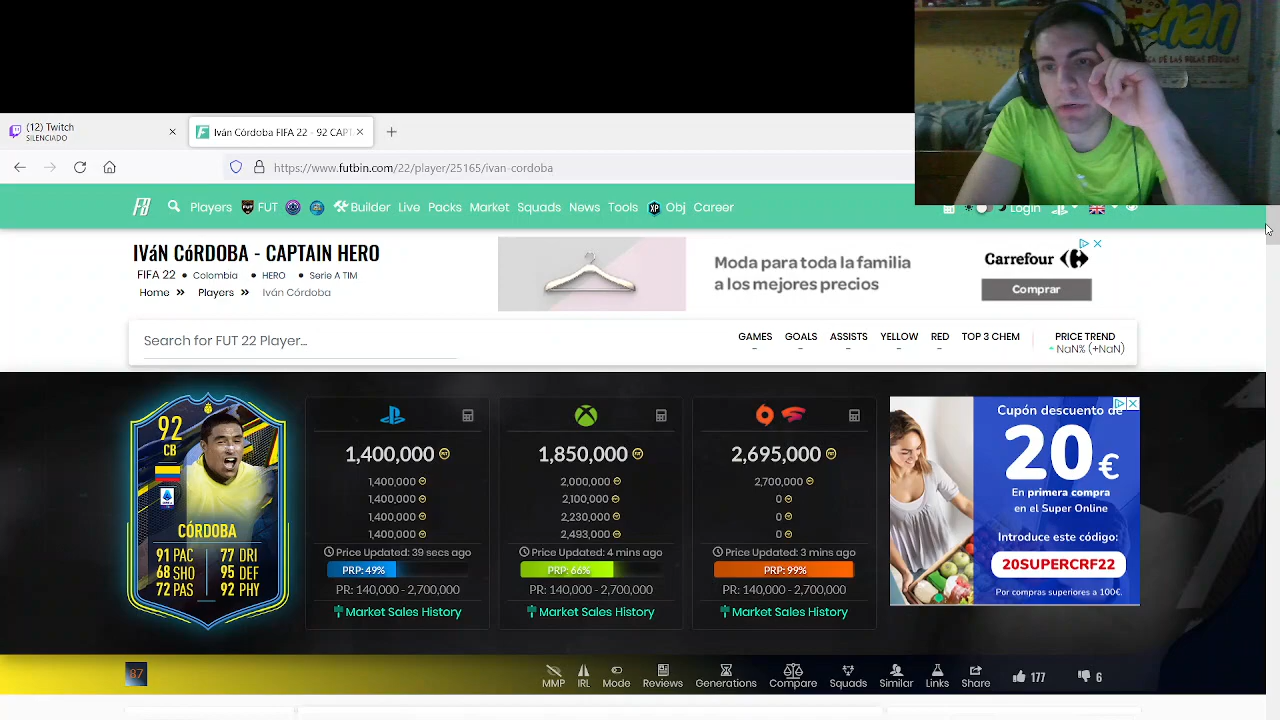 han
CA DE LAS BOLAS PERDIDAS
(12) Twitch
SILENCIADO
Iván Córdoba FIFA 22 - 92 CAPT
https://www.futbin.com/22/player/25165/ivan-cordoba
FB Players FUT Builder Live Packs Market Squads News Tools XP Obj Career Login
IVáN CóRDOBA - CAPTAIN HERO
FIFA 22 • Colombia • HERO • Serie A TIM
Home » Players » Iván Córdoba
Moda para toda la familia
a los mejores precios
Carrefour
Comprar
Search for FUT 22 Player...
GAMES GOALS ASSISTS YELLOW RED TOP 3 CHEM PRICE TREND
- - - - - NaN% (+NaN)
92
CB
CÓRDOBA
91 PAC 77 DRI
68 SHO 95 DEF
72 PAS 92 PHY
1,400,000
1,400,000
1,400,000
1,400,000
1,400,000
Price Updated: 39 secs ago
PRP: 49%
PR: 140,000 - 2,700,000
Market Sales History
1,850,000
2,000,000
2,100,000
2,230,000
2,493,000
Price Updated: 4 mins ago
PRP: 66%
PR: 140,000 - 2,700,000
Market Sales History
2,695,000
2,700,000
0
0
0
Price Updated: 3 mins ago
PRP: 99%
PR: 140,000 - 2,700,000
Market Sales History
Cupón descuento de
20€
En primera compra
en el Super Online
Introduce este código:
20SUPERCRF22
Por compras superiores a 100€.
87
MMP IRL Mode Reviews Generations Compare Squads Similar Links Share 177 6